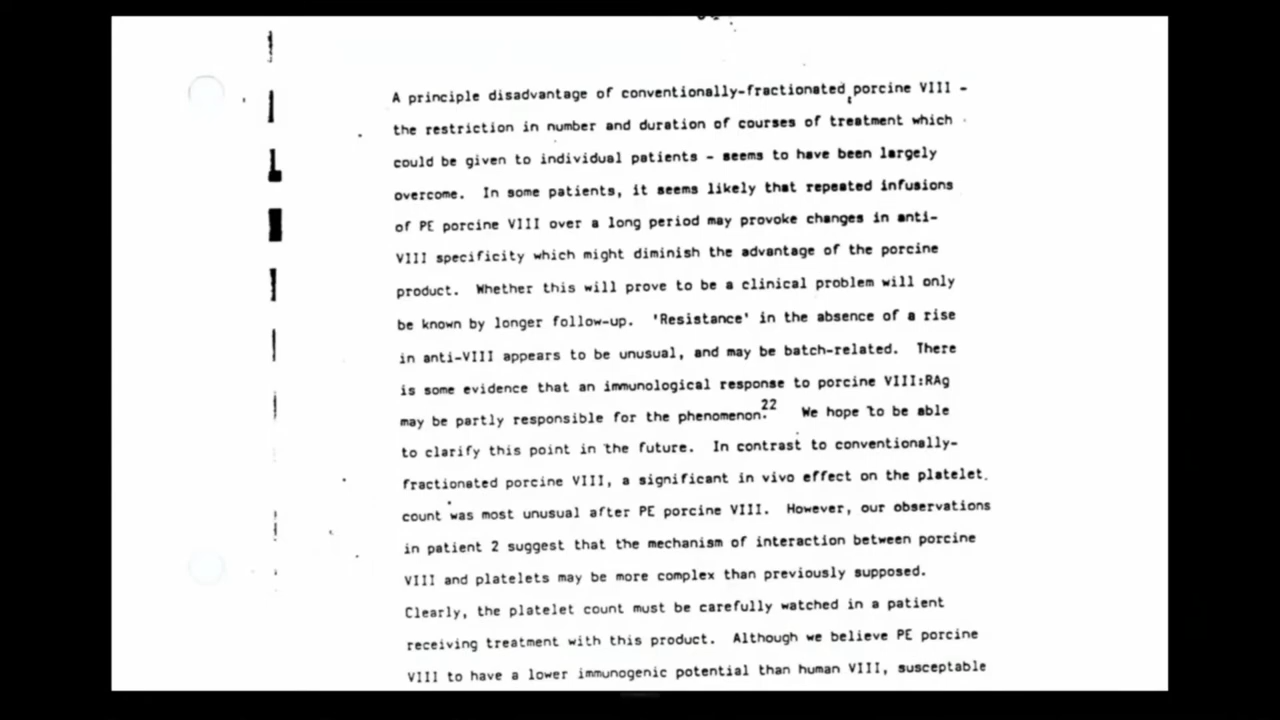 A principle disadvantage of conventionally-fractionated porcine VIII -
the restriction in number and duration of courses of treatment which
could be given to individual patients - seems to have been largely
overcome. In some patients, it seems likely that repeated infusions
of PE porcine VIII over a long period may provoke changes in anti-
VIII specificity which might diminish the advantage of the porcine
product. Whether this will prove to be a clinical problem will only
be known by longer follow-up. 'Resistance' in the absence of a rise
in anti-VIII appears to be unusual, and may be batch-related. There
is some evidence that an immunological response to porcine VIII:RAg
may be partly responsible for the phenomenon.22 We hope to be able
to clarify this point in the future. In contrast to conventionally-
fractionated porcine VIII, a significant in vivo effect on the platelet
count was most unusual after PE porcine VIII. However, our observations
in patient 2 suggest that the mechanism of interaction between porcine
VIII and platelets may be more complex than previously supposed.
Clearly, the platelet count must be carefully watched in a patient
receiving treatment with this product. Although we believe PE porcine
VIII to have a lower immunogenic potential than human VIII, susceptable